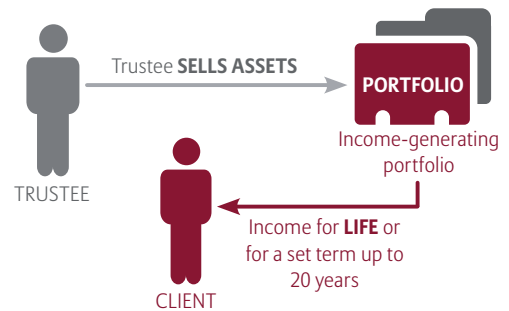 Trustee SELLS ASSETS
PORTFOLIO
Income-generating
portfolio
TRUSTEE
Income for LIFE or
for a set term up to
20 years
CLIENT